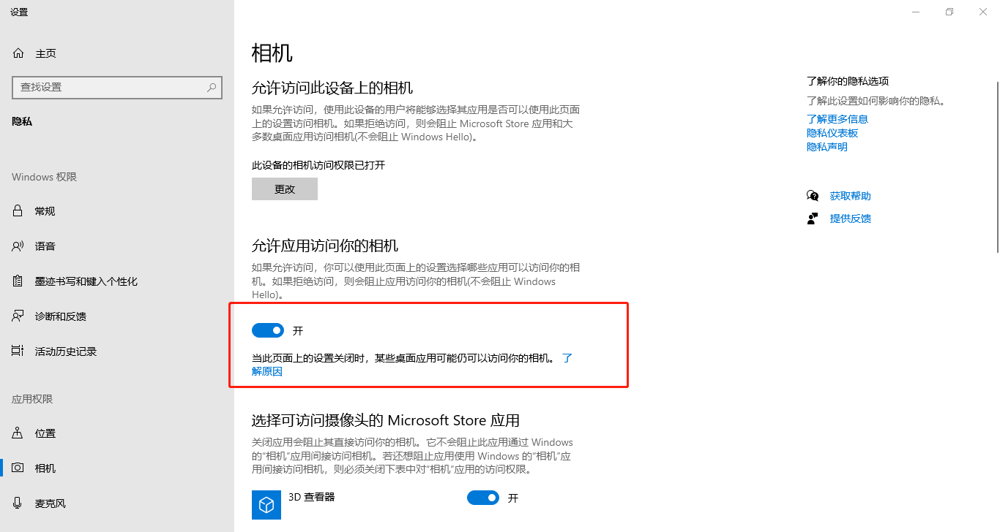 设置
主页
查找设置
隐私
Windows 权限
常规
语音
墨迹书写和键入个性化
诊断和反馈
活动历史记录
应用权限
位置
相机
麦克风
相机
允许访问此设备上的相机
如果允许访问，使用此设备的用户将能够选择其应用是否可以使用此页面
上的设置访问相机。如果拒绝访问，则会阻止 Microsoft Store 应用和大
多数桌面应用访问相机(不会阻止 Windows Hello)。
此设备的相机访问权限已打开
更改
允许应用访问你的相机
如果允许访问，你可以使用此页面上的设置选择哪些应用可以访问你的相
机。如果拒绝访问，则会阻止应用访问你的相机(不会阻止 Windows
Hello)。
开
当此页面上的设置关闭时，某些桌面应用可能仍可以访问你的相机。 了
解原因
选择可访问摄像头的 Microsoft Store 应用
关闭应用会阻止其直接访问你的相机。它不会阻止此应用通过 Windows
的“相机”应用间接访问相机。若还想阻止应用使用 Windows 的“相机”应
用间接访问相机，则必须关闭下表中对“相机”应用的访问权限。
3D 查看器
开
了解你的隐私选项
了解此设置如何影响你的隐私。
了解更多信息
隐私仪表板
隐私声明
获取帮助
提供反馈